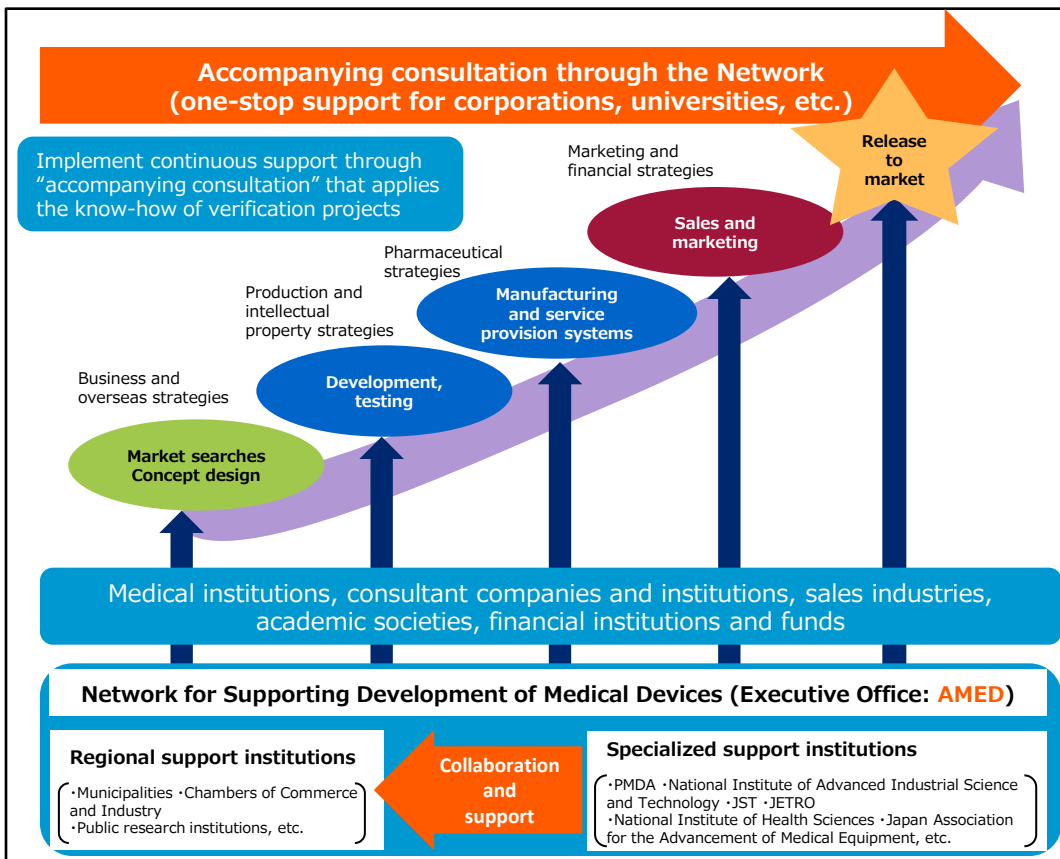 Accompanying consultation through the Network
(one-stop support for corporations, universities, etc.)
Implement continuous support through
“accompanying consultation” that applies
the know-how of verification projects
Marketing and
financial strategies
Release
to
market
Sales and
marketing
Pharmaceutical
strategies
Manufacturing
and service
provision systems
Production and
intellectual
property strategies
Development,
testing
Business and
overseas strategies
Market searches
Concept design
Medical institutions, consultant companies and institutions, sales industries,
academic societies, financial institutions and funds
Network for Supporting Development of Medical Devices (Executive Office: AMED)
Regional support institutions
・Municipalities ・Chambers of Commerce
and Industry
・Public research institutions, etc.
Collaboration
and
support
Specialized support institutions
・PMDA ・National Institute of Advanced Industrial Science
and Technology ・JST ・JETRO
・National Institute of Health Sciences ・Japan Association
for the Advancement of Medical Equipment, etc.